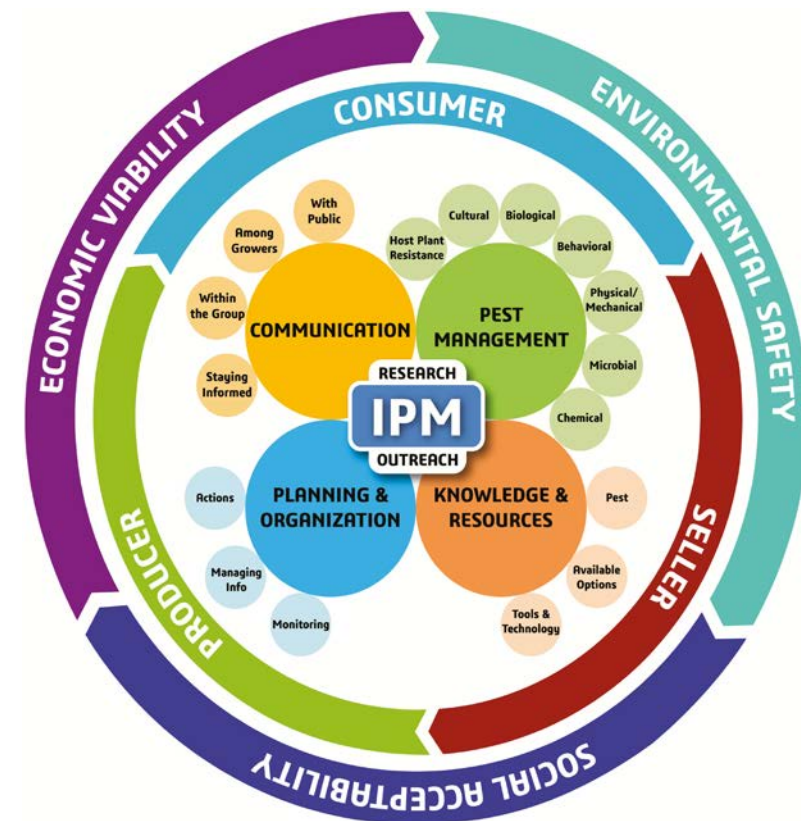 ECONOMIC VIABILITY
ENVIRONMENTAL SAFETY
SOCIAL ACCEPTABILITY
CONSUMER
SELLER
PRODUCER
With
Public
Among
Growers
Within
the Group
Staying
Informed
COMMUNICATION
Host Plant
Resistance
Cultural
Biological
Behavioral
Physical/
Mechanical
Microbial
Chemical
PEST
MANAGEMENT
RESEARCH
IPM
OUTREACH
PLANNING &
ORGANIZATION
Actions
Managing
Info
Monitoring
KNOWLEDGE &
RESOURCES
Pest
Available
Options
Tools &
Technology